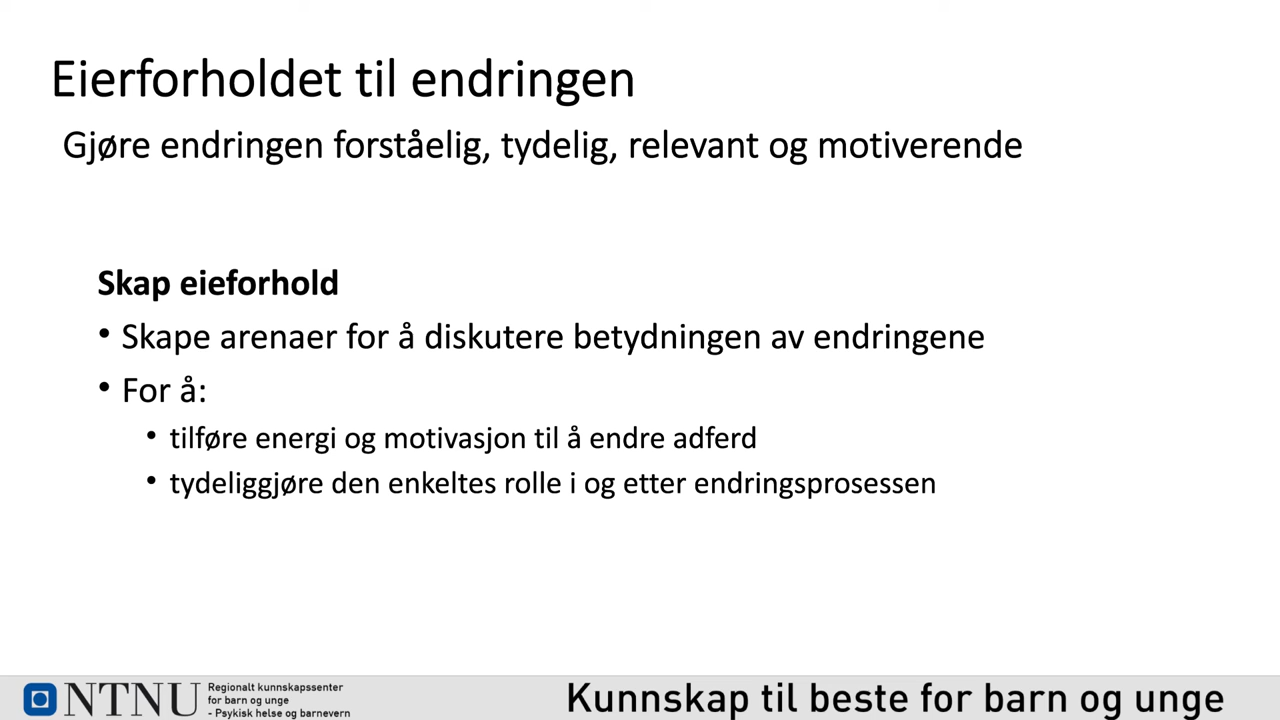 Eierforholdet til endringen
Gjøre endringen forståelig, tydelig, relevant og motiverende
Skap eieforhold
• Skape arenaer for å diskutere betydningen av endringene
• For å:
• tilføre energi og motivasjon til å endre adferd
• tydeliggjøre den enkeltes rolle i og etter endringsprosessen
NTNU
Regionalt kunnskapssenter
for barn og unge
- Psykisk helse og barnevern
Kunnskap til beste for barn og unge